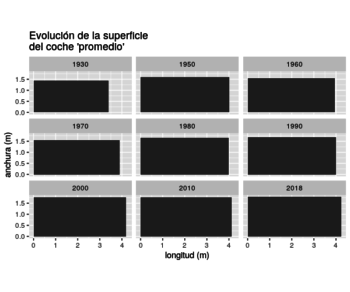 Evolución de la superficie
del coche 'promedio'
1930 1950 1960
1.5
1.0
0.5
0.0
1970 1980 1990
1.5
1.0
0.5
0.0
anchura (m)
2000 2010 2018
1.5
1.0
0.5
0.0
0 1 2 3 4 0 1 2 3 4 0 1 2 3 4
longitud (m)